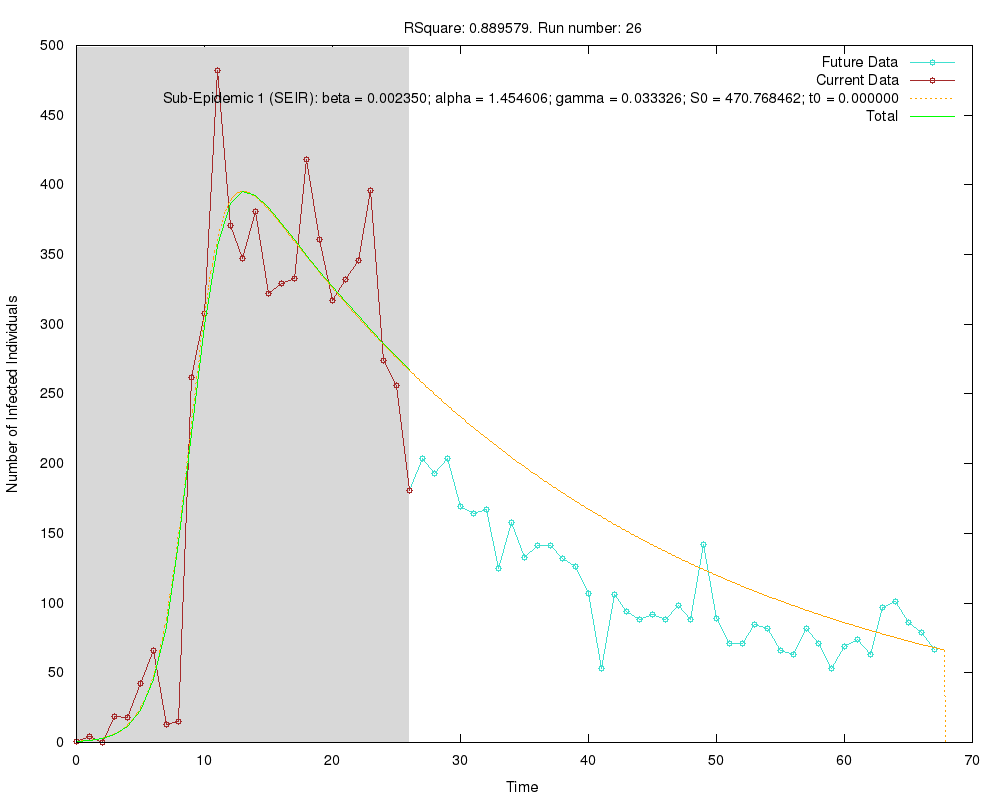 RSquare: 0.889579. Run number: 26
Future Data
Current Data
Sub-Epidemic 1 (SEIR): beta = 0.002350; alpha = 1.454606; gamma = 0.033326; S0 = 470.768462; t0 = 0.000000
Total
500
450
400
350
300
250
200
150
100
50
0
Number of Infected Individuals
0 10 20 30 40 50 60 70
Time